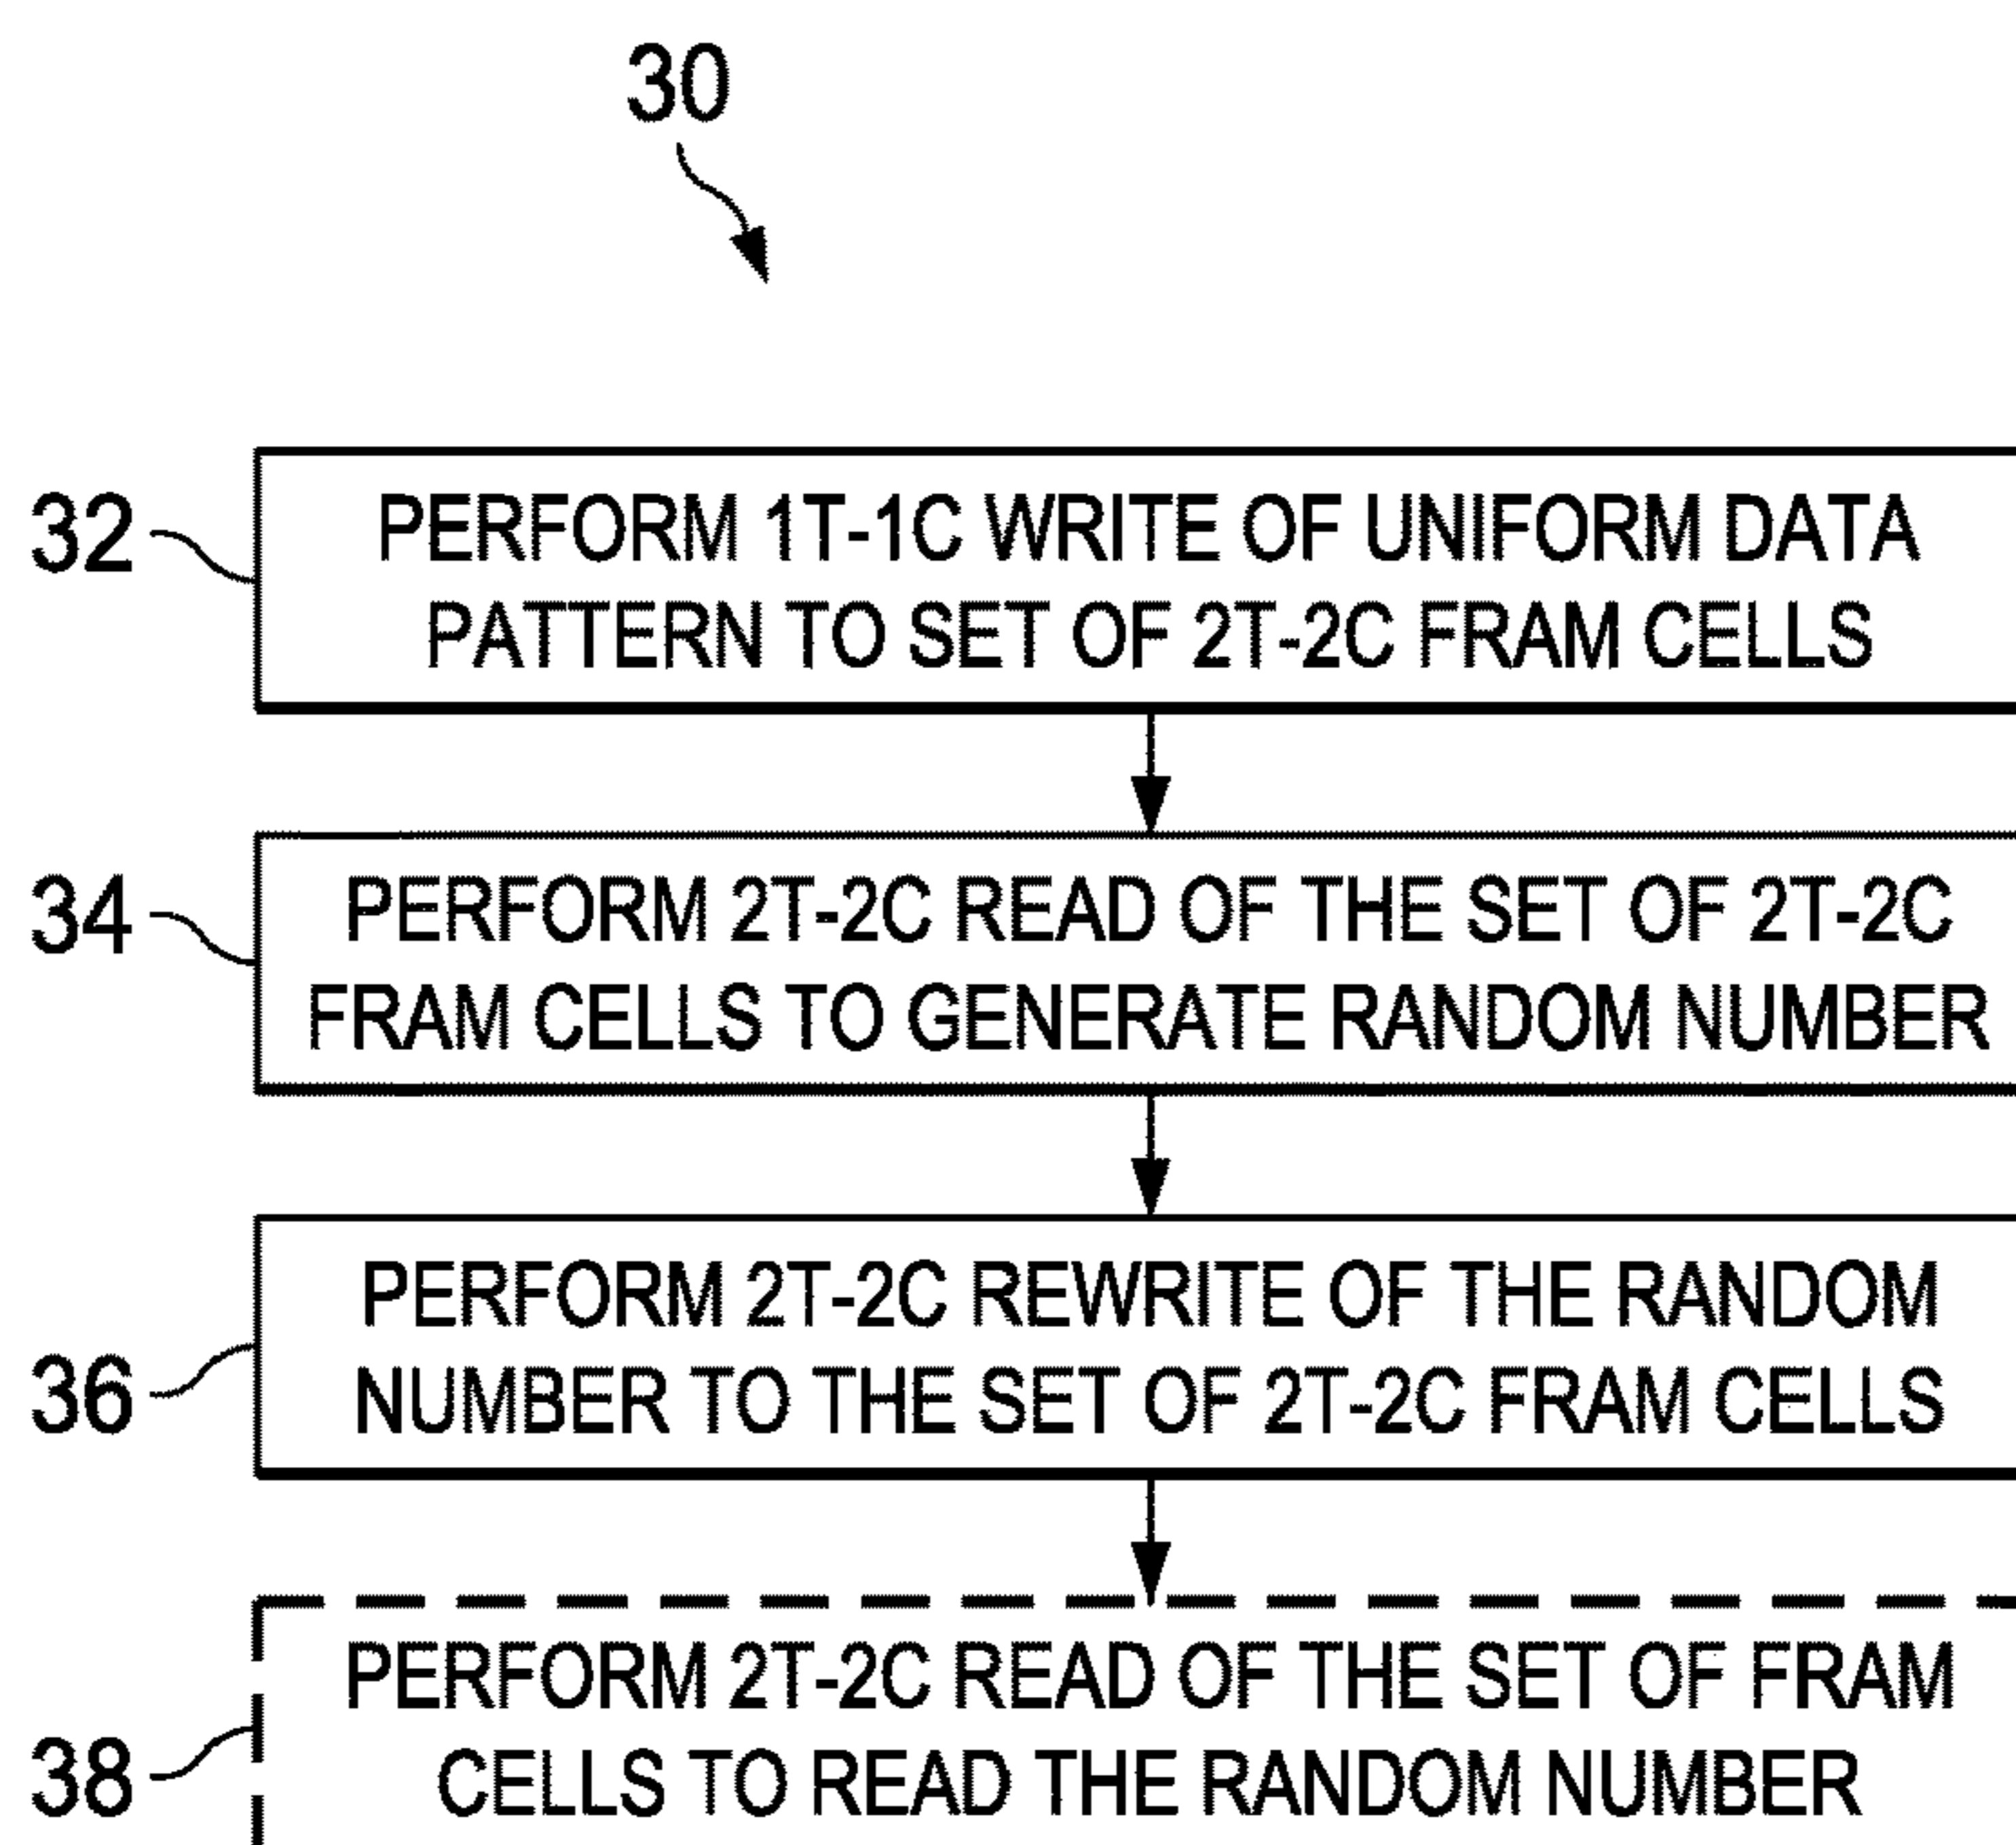 30
32
PERFORM 1T-1C WRITE OF UNIFORM DATA
PATTERN TO SET OF 2T-2C FRAM CELLS
34
PERFORM 2T-2C READ OF THE SET OF 2T-2C
FRAM CELLS TO GENERATE RANDOM NUMBER
36
PERFORM 2T-2C REWRITE OF THE RANDOM
NUMBER TO THE SET OF 2T-2C FRAM CELLS
38
PERFORM 2T-2C READ OF THE SET OF FRAM
CELLS TO READ THE RANDOM NUMBER